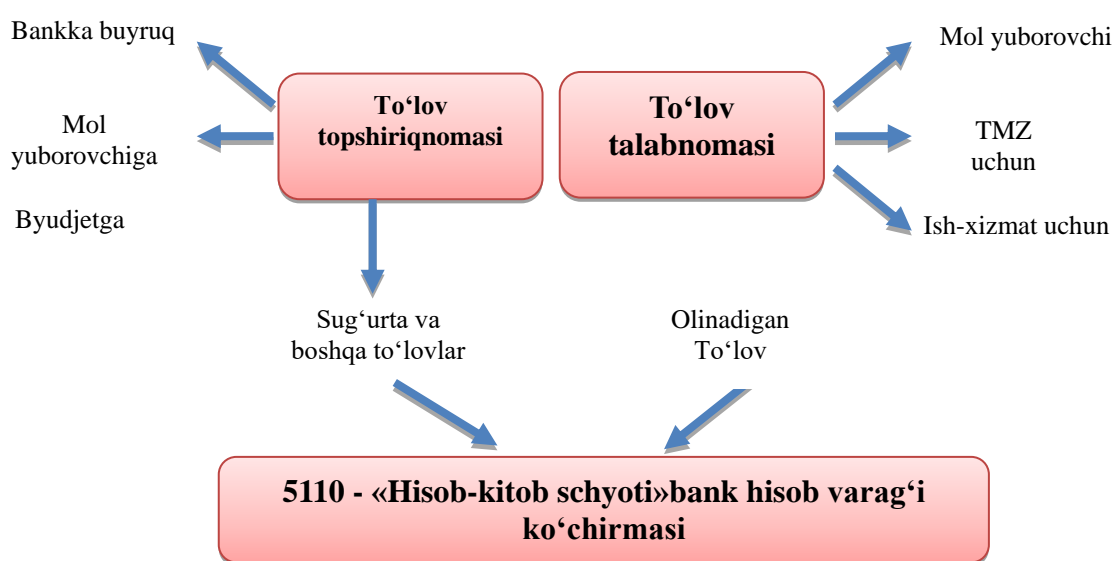 Bankka buyruq
Mol yuborovchi
To‘lov
topshiriqnomasi
To‘lov
talabnomasi
Mol
yuborovchiga
TMZ
uchun
Byudjetga
Ish-xizmat uchun
Sug‘urta va
boshqa to‘lovlar
Olinadigan
To‘lov
5110 - «Hisob-kitob schyoti»bank hisob varag‘i
ko‘chirmasi